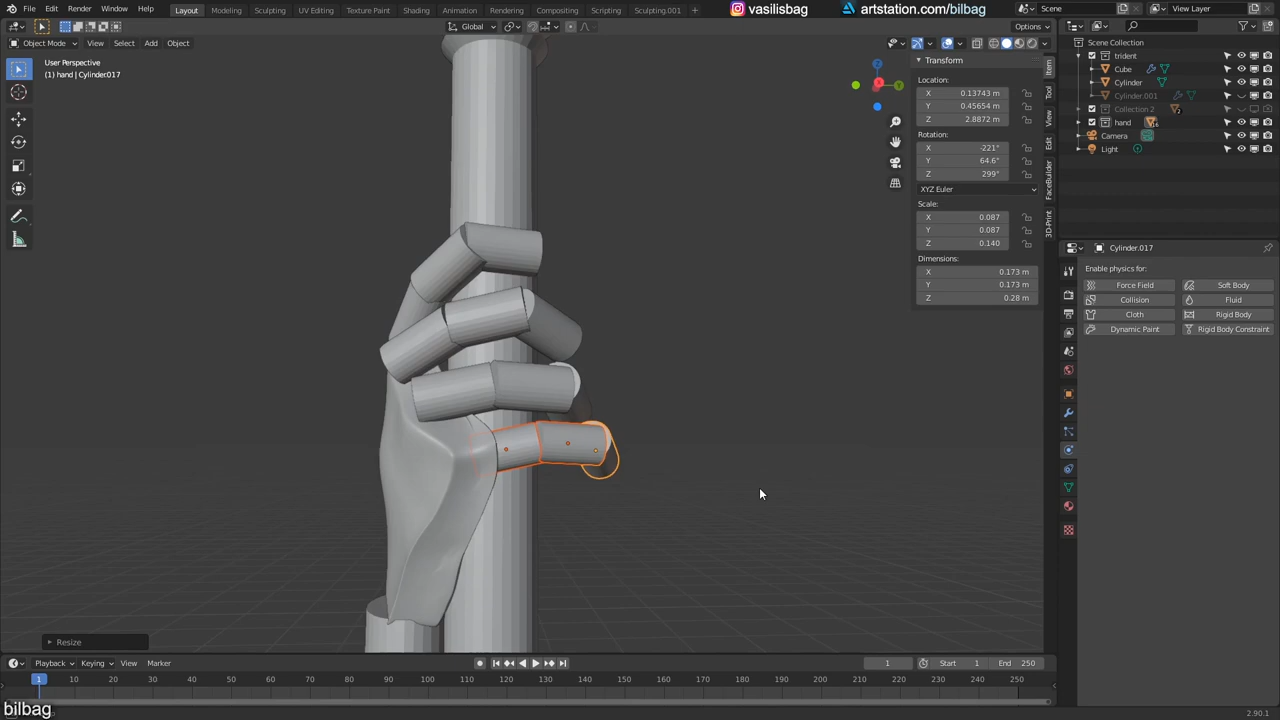 File Edit Render Window Help
Layout Modeling Sculpting UV Editing Texture Paint Shading Animation Rendering Compositing Scripting Sculpting.001 +
vasilisbag
artstation.com/bilbag
Scene
View Layer
Global
Options
Object Mode View Select Add Object
User Perspective
(1) hand | Cylinder.017
Transform
Location:
X 0.13743 m
Y 0.45654 m
Z 2.8872 m
Rotation:
X -221°
Y 64.6°
Z 299°
XYZ Euler
Scale:
X 0.087
Y 0.087
Z 0.140
Dimensions:
X 0.173 m
Y 0.173 m
Z 0.28 m
Item
Tool
View
Edit
FaceBuilder
3D-Print
Scene Collection
trident
Cube
Cylinder
Cylinder.001
Collection 2
hand
Camera
Light
Cylinder.017
Enable physics for:
Force Field Soft Body
Collision Fluid
Cloth Rigid Body
Dynamic Paint Rigid Body Constraint
Resize
Playback Keying View Marker
1 Start 1 End 250
1 10 20 30 40 50 60 70 80 90 100 110 120 130 140 150 160 170 180 190 200 210 220 230 240 250
bilbag
2.90.1